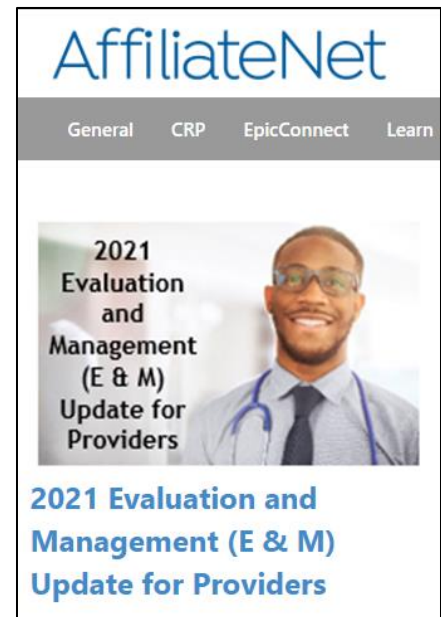 AffiliateNet
General CRP EpicConnect Learn
2021
Evaluation
and
Management
(E & M)
Update for
Providers
2021 Evaluation and
Management (E & M)
Update for Providers